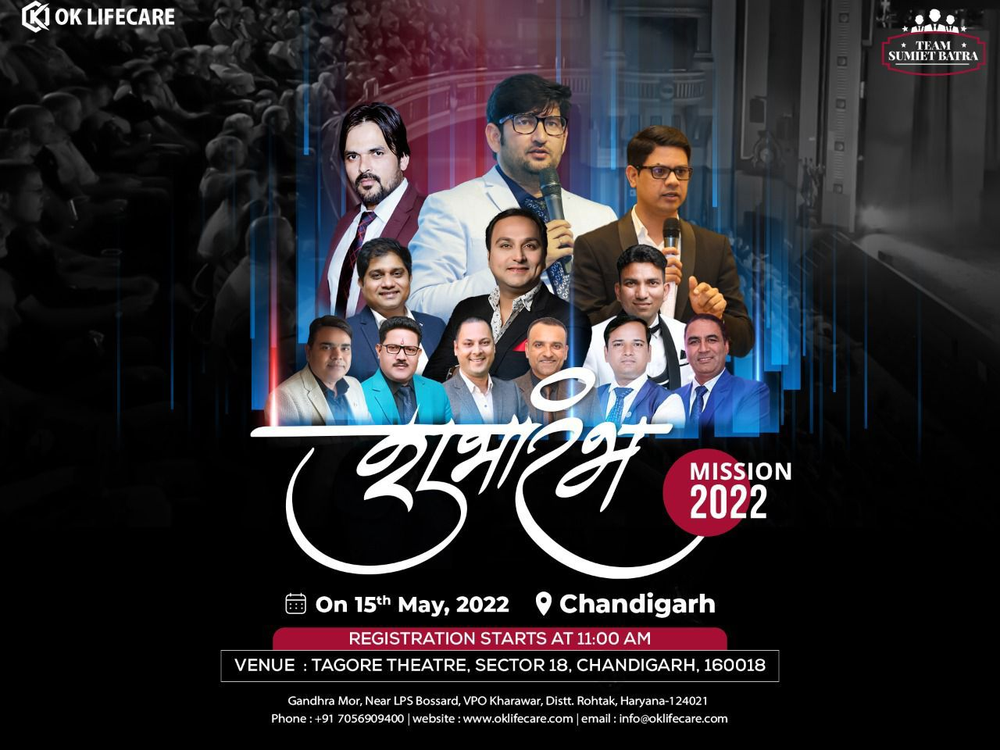 OK LIFECARE
TEAM
SUMIET BATRA
शुभारंभ
MISSION
2022
On 15th May, 2022 Chandigarh
REGISTRATION STARTS AT 11:00 AM
VENUE : TAGORE THEATRE, SECTOR 18, CHANDIGARH, 160018
Gandhra Mor, Near LPS Bossard, VPO Kharawar, Distt. Rohtak, Haryana-124021
Phone : +91 7056909400 | website : www.oklifecare.com | email : info@oklifecare.com